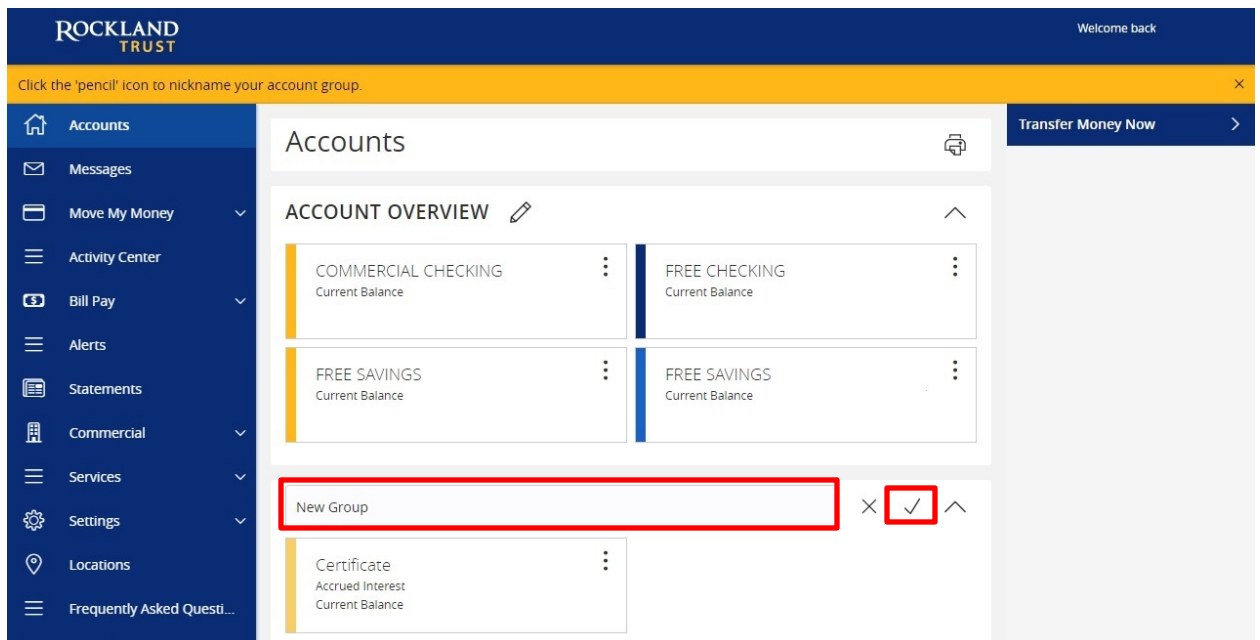 ROCKLAND
TRUST
Welcome back
Click the 'pencil' icon to nickname your account group.
Accounts
Messages
Move My Money
Activity Center
Bill Pay
Alerts
Statements
Commercial
Services
Settings
Locations
Frequently Asked Questi...
Accounts
ACCOUNT OVERVIEW
COMMERCIAL CHECKING
Current Balance
FREE CHECKING
Current Balance
FREE SAVINGS
Current Balance
FREE SAVINGS
Current Balance
New Group
Certificate
Accrued Interest
Current Balance
Transfer Money Now